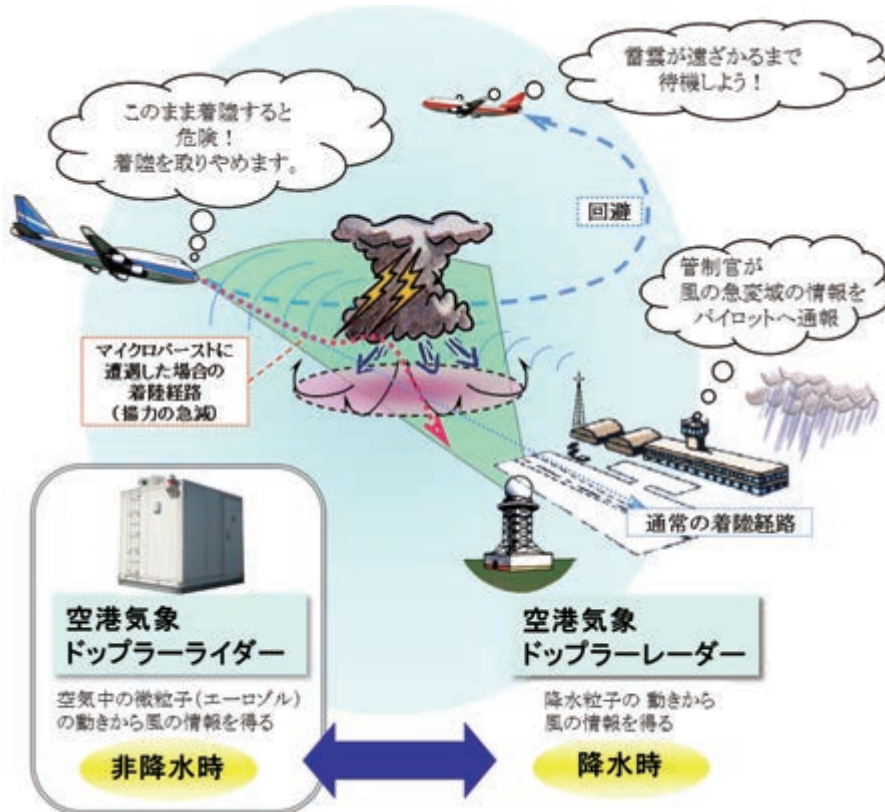 雷雲が遠ざかるまで
待機しよう！
このまま着陸すると
危険！
着陸を取りやめます。
回避
管制官が
風の急変域の情報を
パイロットへ通報
マイクロバーストに
遭遇した場合の
着陸経路
(揚力の急減)
通常の着陸経路
空港気象
ドップラーライダー
空気中の微粒子(エーロゾル)
の動きから風の情報を得る
非降水時
空港気象
ドップラーレーダー
降水粒子の 動きから
風の情報を得る
降水時